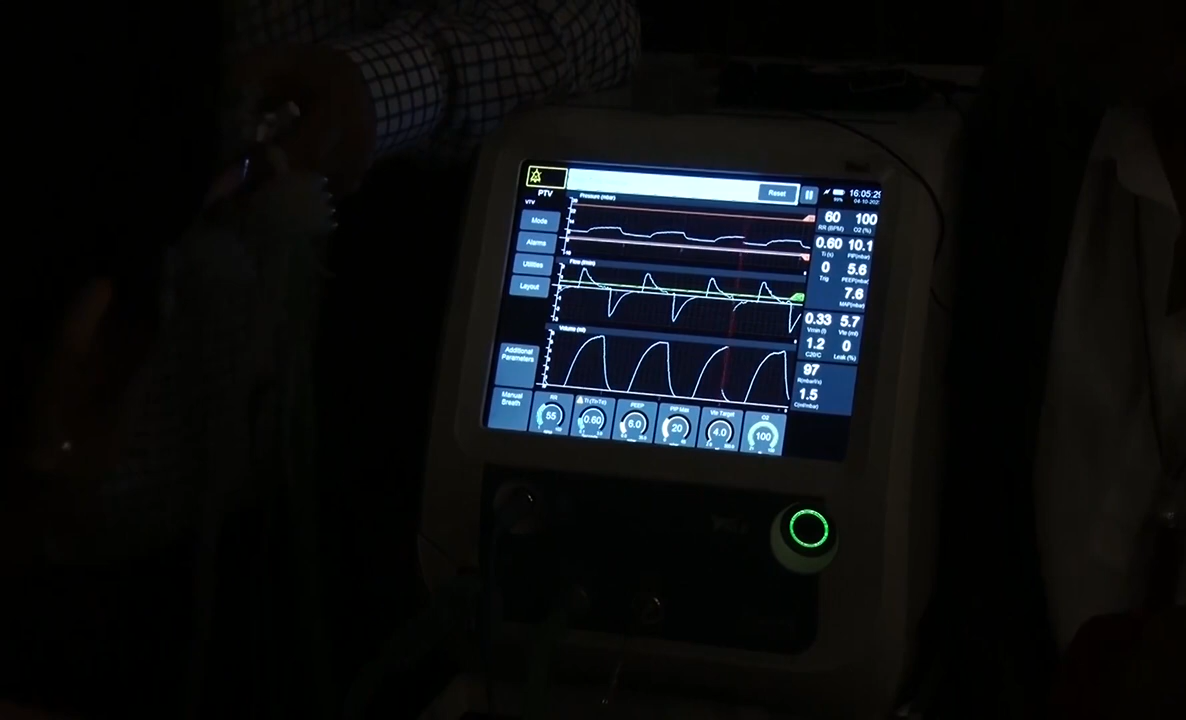 Reset
16:05:29
PTV
VTV
Pressure (mbar)
60 100
RR (BPM) O2 (%)
Mode
Alarms
Utilities
Layout
0.60 10.1
Ti (s) PIP(mbar)
0 5.6
Trig PEEP(mbar)
7.6
MAP(mbar)
Flow (l/min)
0.33 5.7
Vmin (l) Vte (ml)
1.2 0
C20/C Leak (%)
Volume (ml)
97
R(mbar/l/s)
1.5
C(ml/mbar)
Additional
Parameters
Manual
Breath
RR Ti (Ti<Tir) PEEP PIP Max Vte Target O2
55 0.60 6.0 20 4.0 100